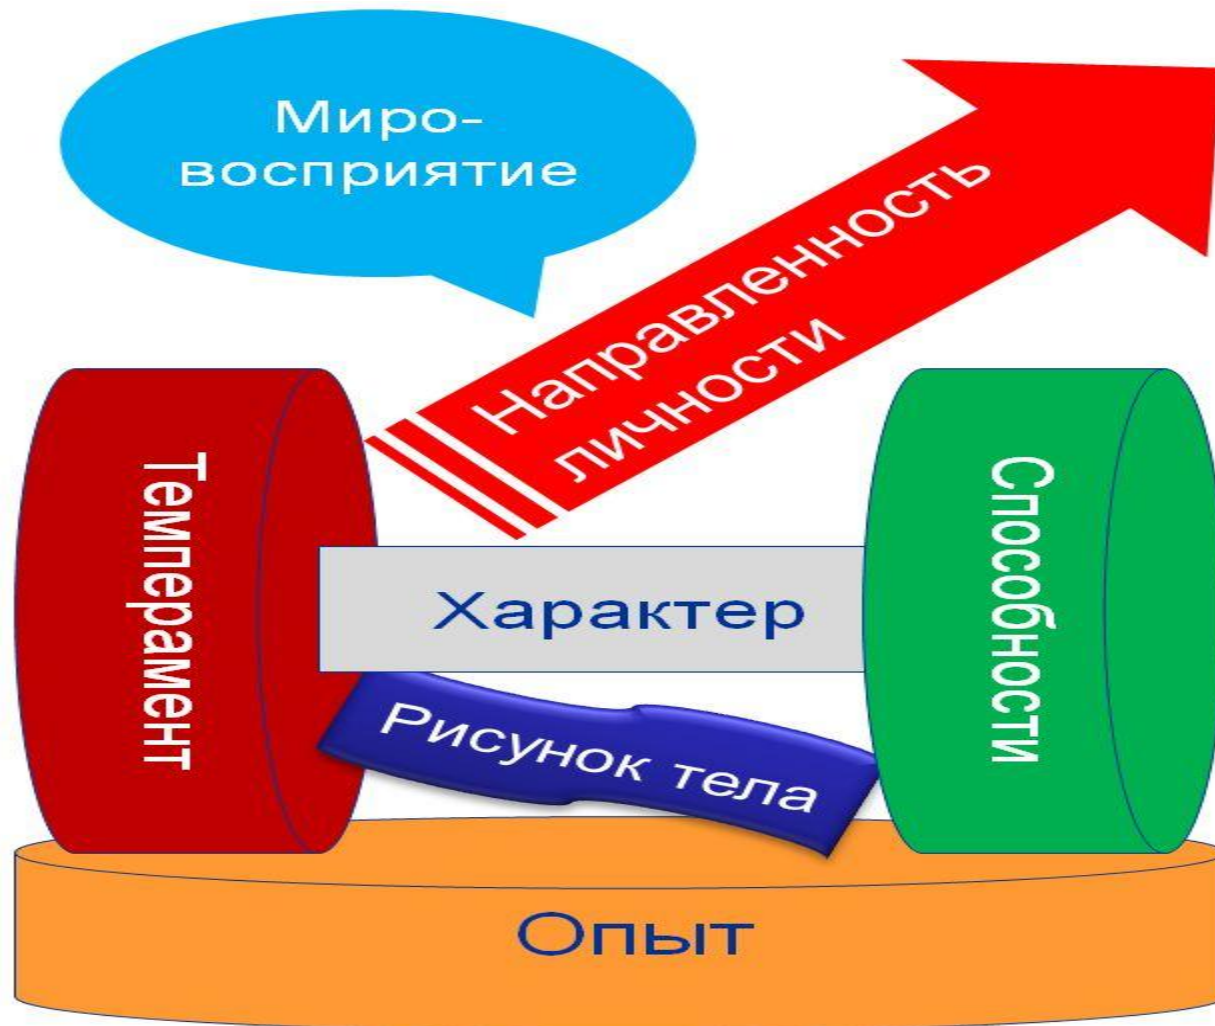 Миро-
восприятие
Направленность
личности
Темперамент
Характер
Способности
Рисунок тела
Опыт